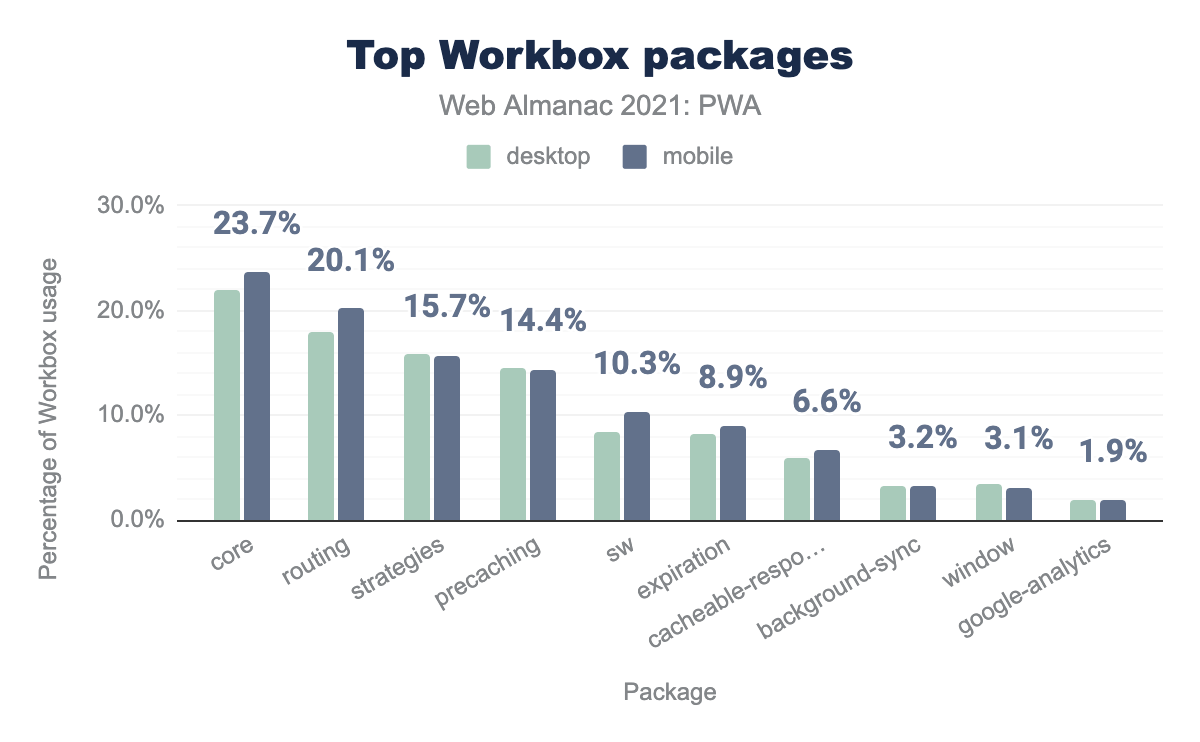 Top Workbox packages
Web Almanac 2021: PWA
desktop
mobile
Percentage of Workbox usage
30.0%
20.0%
10.0%
0.0%
23.7%
20.1%
15.7%
14.4%
10.3%
8.9%
6.6%
3.2%
3.1%
1.9%
core
routing
strategies
precaching
sw
expiration
cacheable-respo…
background-sync
window
google-analytics
Package